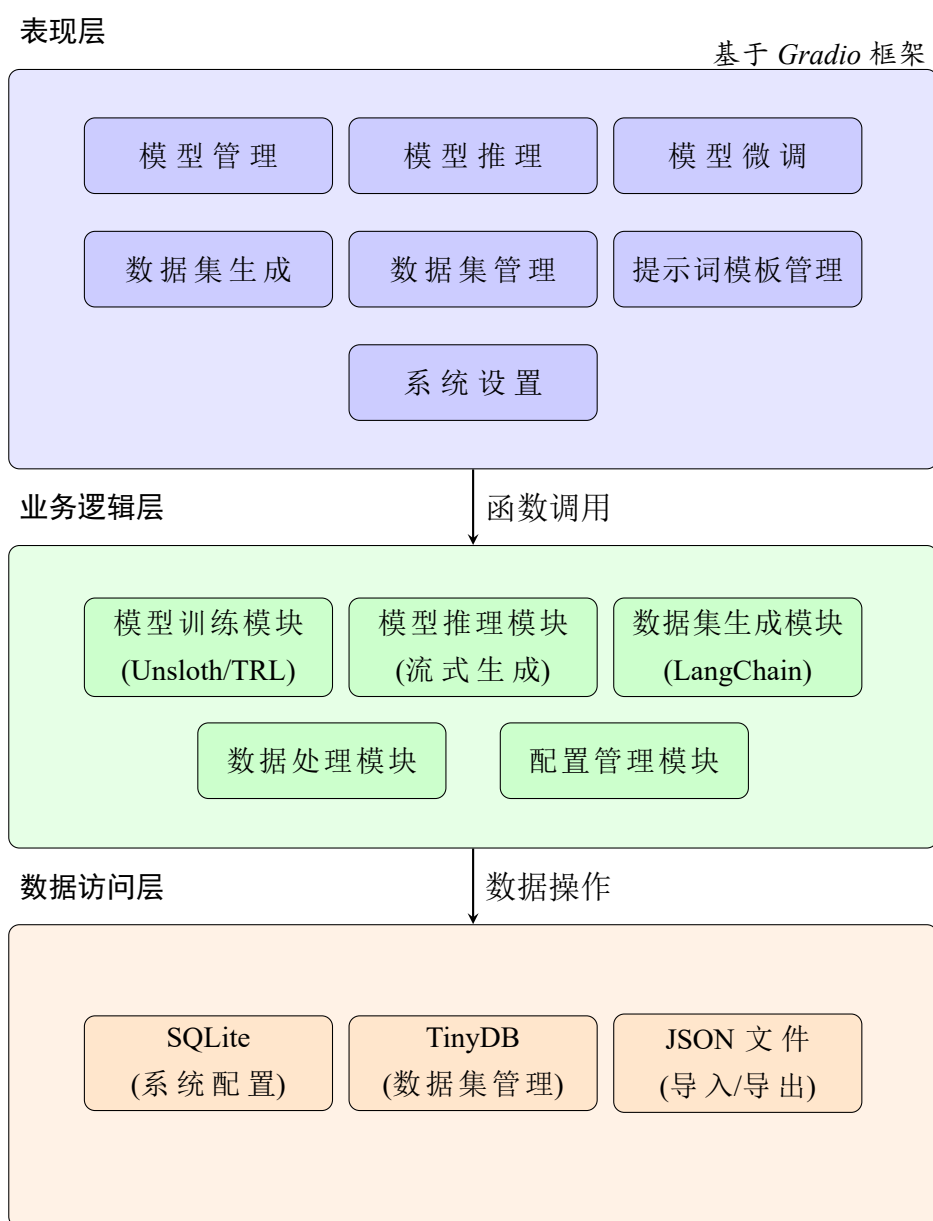 表现层
基于 Gradio 框架
模型管理
模型推理
模型微调
数据集生成
数据集管理
提示词模板管理
系统设置
业务逻辑层
函数调用
模型训练模块
(Unsloth/TRL)
模型推理模块
(流式生成)
数据集生成模块
(LangChain)
数据处理模块
配置管理模块
数据访问层
数据操作
SQLite
(系统配置)
TinyDB
(数据集管理)
JSON 文件
(导入/导出)